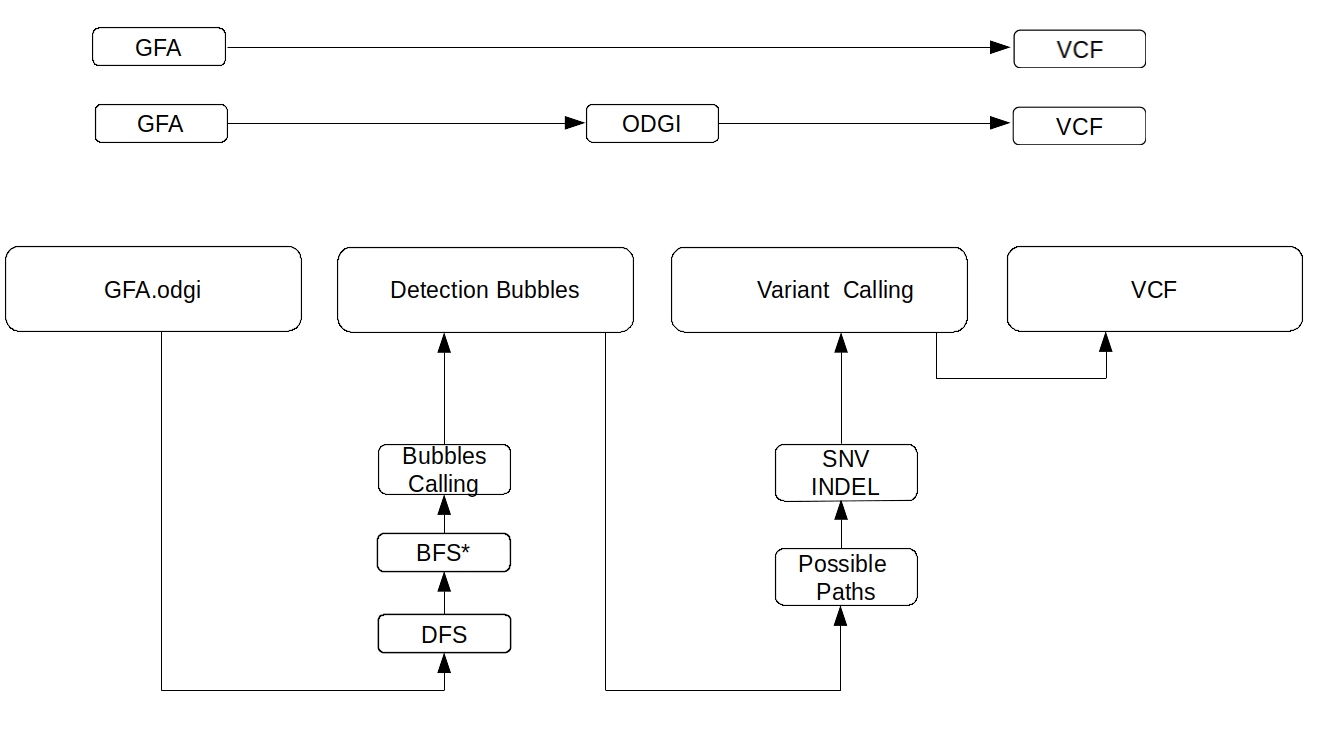 GFA
VCF
GFA
ODGI
VCF
GFA.odgi
Detection Bubbles
Variant  Calling
VCF
Bubbles
Calling
BFS*
DFS
SNV
INDEL
Possible
Paths